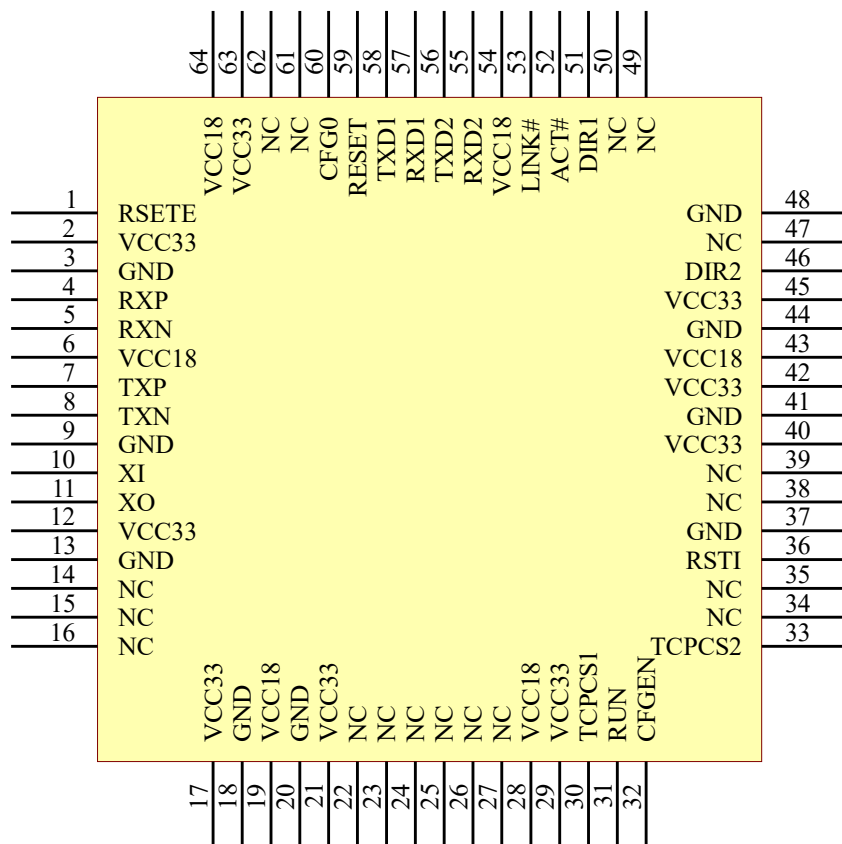 64 63 62 61 60 59 58 57 56 55 54 53 52 51 50 49
VCC18 VCC33 NC NC CFG0 RESET TXD1 RXD1 TXD2 RXD2 VCC18 LINK# ACT# DIR1 NC NC
1 RSETE GND 48
2 VCC33 NC 47
3 GND DIR2 46
4 RXP VCC33 45
5 RXN GND 44
6 VCC18 VCC18 43
7 TXP VCC33 42
8 TXN GND 41
9 GND VCC33 40
10 XI NC 39
11 XO NC 38
12 VCC33 GND 37
13 GND RSTI 36
14 NC NC 35
15 NC NC 34
16 NC TCPCS2 33
VCC33 GND VCC18 GND VCC33 NC NC NC NC NC NC VCC18 VCC33 TCPCS1 RUN CFGEN
17 18 19 20 21 22 23 24 25 26 27 28 29 30 31 32